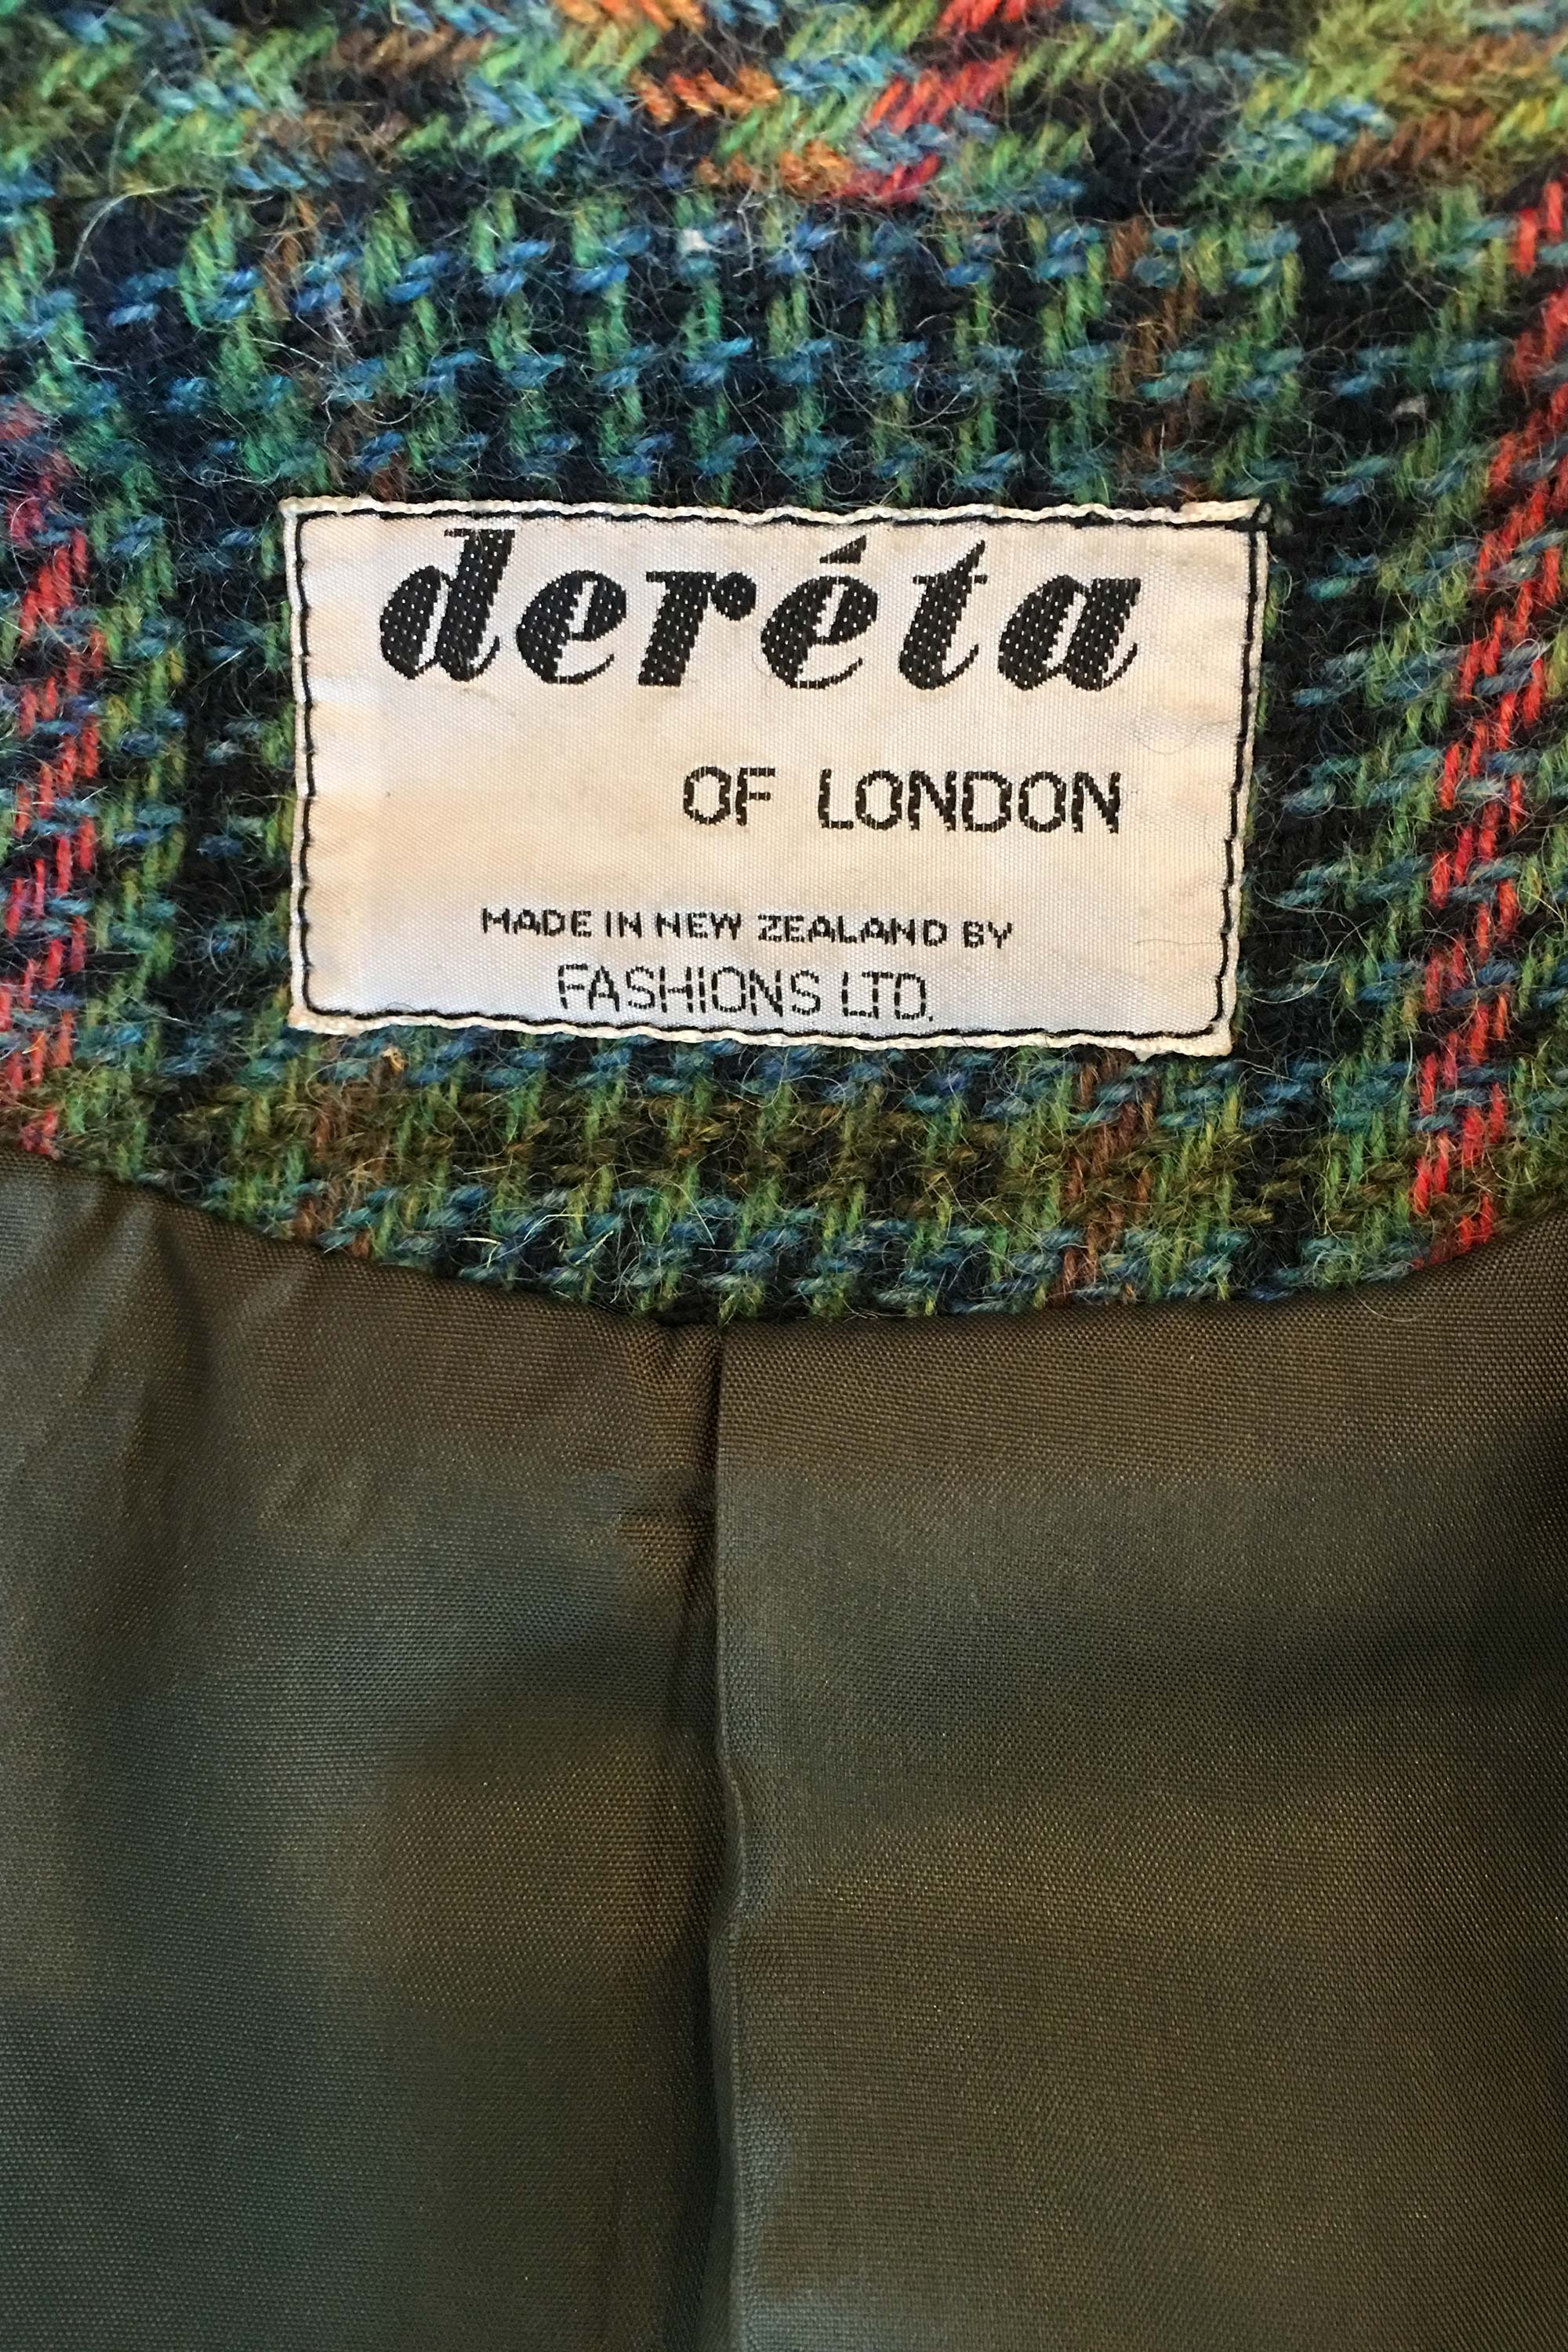 deréta
OF LONDON
MADE IN NEW ZEALAND BY
FASHIONS LTD.